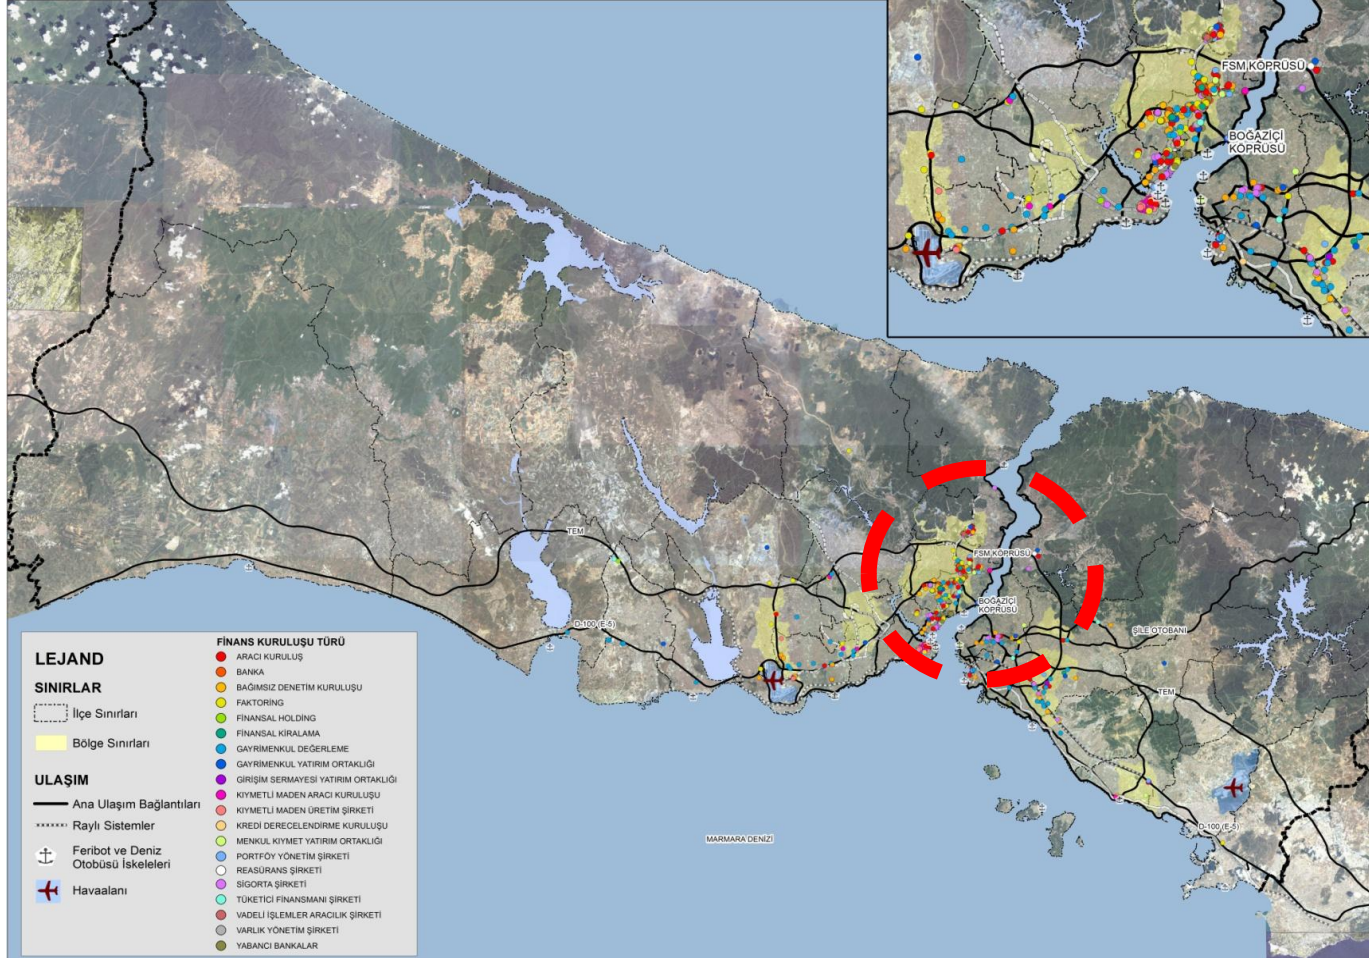 FSM KÖPRÜSÜ
BOĞAZİÇİ
KÖPRÜSÜ
TEM
FSM KÖPRÜSÜ
BOĞAZİÇİ
KÖPRÜSÜ
D-100 (E-5)
ŞİLE OTOBANI
TEM
D-100 (E-5)
MARMARA DENİZİ
LEJAND
SINIRLAR
İlçe Sınırları
Bölge Sınırları
ULAŞIM
Ana Ulaşım Bağlantıları
Raylı Sistemler
Feribot ve Deniz
Otobüsü İskeleleri
Havaalanı
FİNANS KURULUŞU TÜRÜ
ARACI KURULUŞ
BANKA
BAĞIMSIZ DENETİM KURULUŞU
FAKTORİNG
FİNANSAL HOLDİNG
FİNANSAL KİRALAMA
GAYRİMENKUL DEĞERLEME
GAYRİMENKUL YATIRIM ORTAKLIĞI
GİRİŞİM SERMAYESİ YATIRIM ORTAKLIĞI
KIYMETLİ MADEN ARACI KURULUŞU
KIYMETLİ MADEN ÜRETİM ŞİRKETİ
KREDİ DERECELENDİRME KURULUŞU
MENKUL KIYMET YATIRIM ORTAKLIĞI
PORTFÖY YÖNETİM ŞİRKETİ
REASÜRANS ŞİRKETİ
SİGORTA ŞİRKETİ
TÜKETİCİ FİNANSMANI ŞİRKETİ
VADELİ İŞLEMLER ARACILIK ŞİRKETİ
VARLIK YÖNETİM ŞİRKETİ
YABANCI BANKALAR